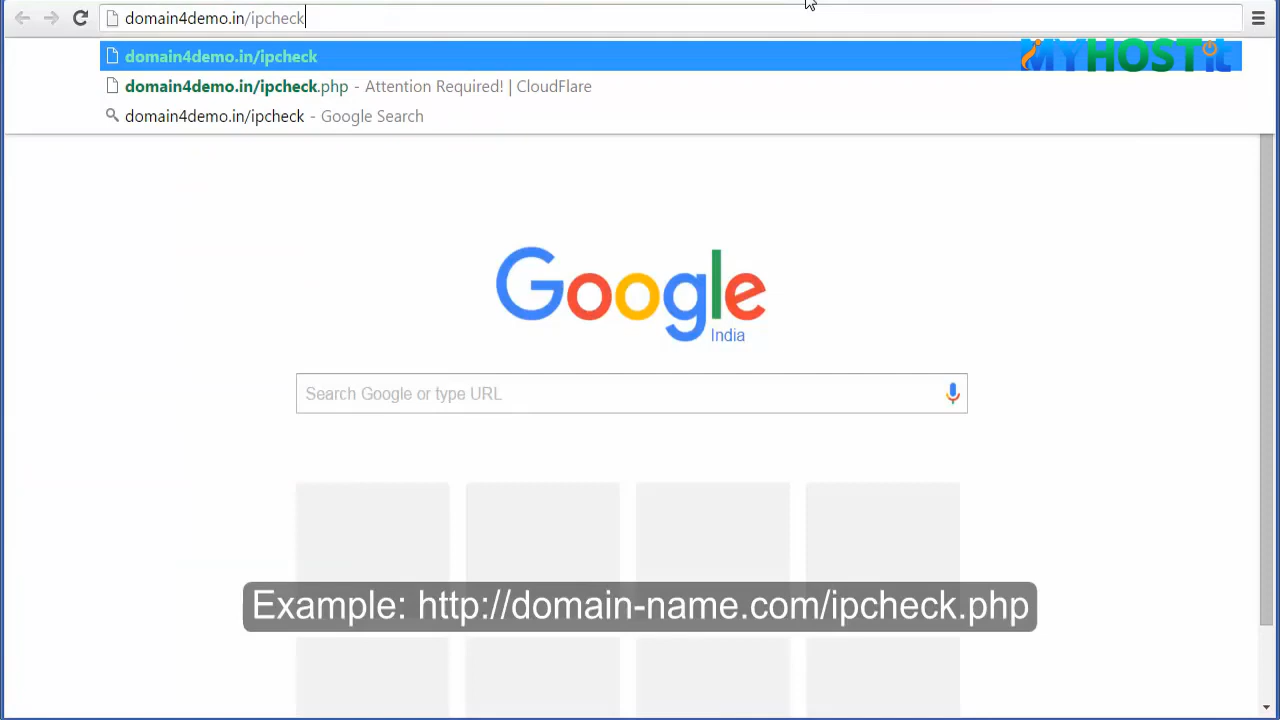 domain4demo.in/ipcheck
domain4demo.in/ipcheck
MYHOSTit
domain4demo.in/ipcheck.php - Attention Required! | CloudFlare
domain4demo.in/ipcheck - Google Search
Google
India
Search Google or type URL
Example: http://domain-name.com/ipcheck.php